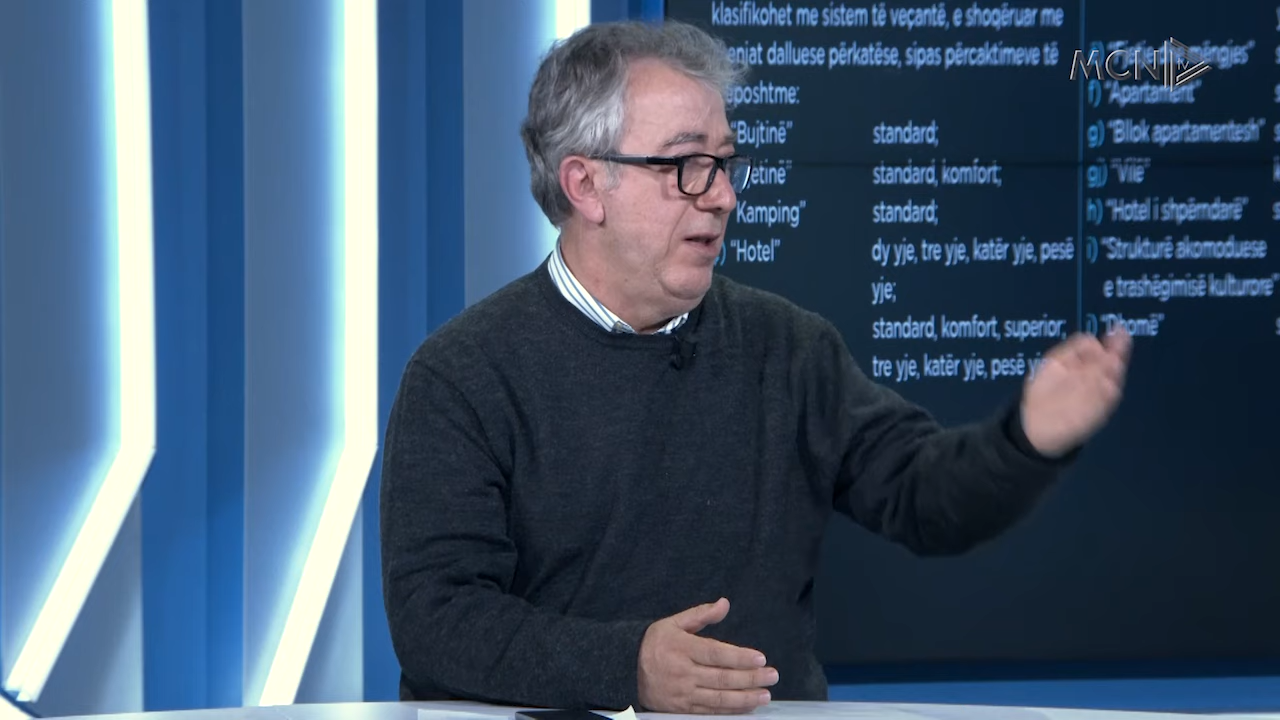 klasifikohet me sistem të veçantë, e shoqëruar me
dalluese përkatëse, sipas përcaktimeve të
poshtme:
"Bujtinë" standard;
standard, komfort;
"Kamping" standard;
"Hotel" dy yje, tre yje, katër yje, pesë
yje;
standard, komfort, superior;
tre yje, katër yje, pesë
MCN TV
f) "Apartament"
g) "Bllok apartamentesh"
gj) "Vilë"
h) "Hotel i shpërndarë"
i) "Strukturë akomoduese
e trashëgimisë kulturore"
j) "Dhomë"